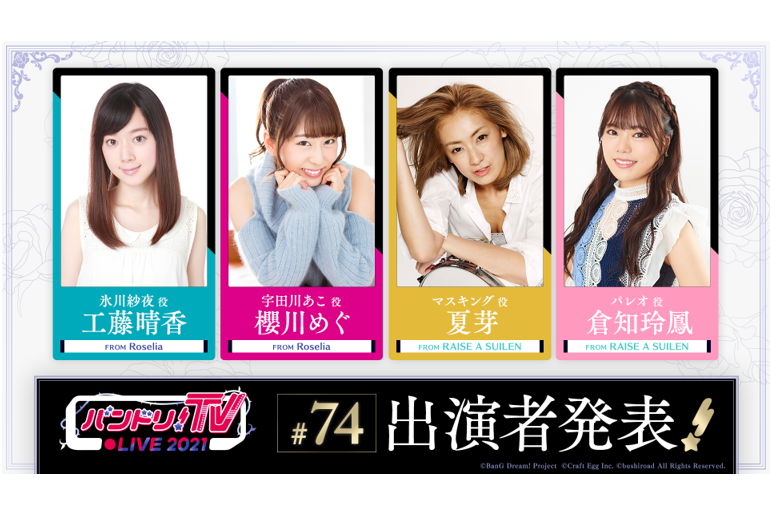 氷川紗夜 役
工藤晴香
FROM Roselia
宇田川あこ 役
櫻川めぐ
FROM Roselia
マスキング 役
夏芽
FROM RAISE A SUILEN
パレオ 役
倉知玲鳳
FROM RAISE A SUILEN
バンドリ!TV
LIVE 2021
#74
出演者発表!
©BanG Dream! Project ©Craft Egg Inc. ©bushiroad All Rights Reserved.